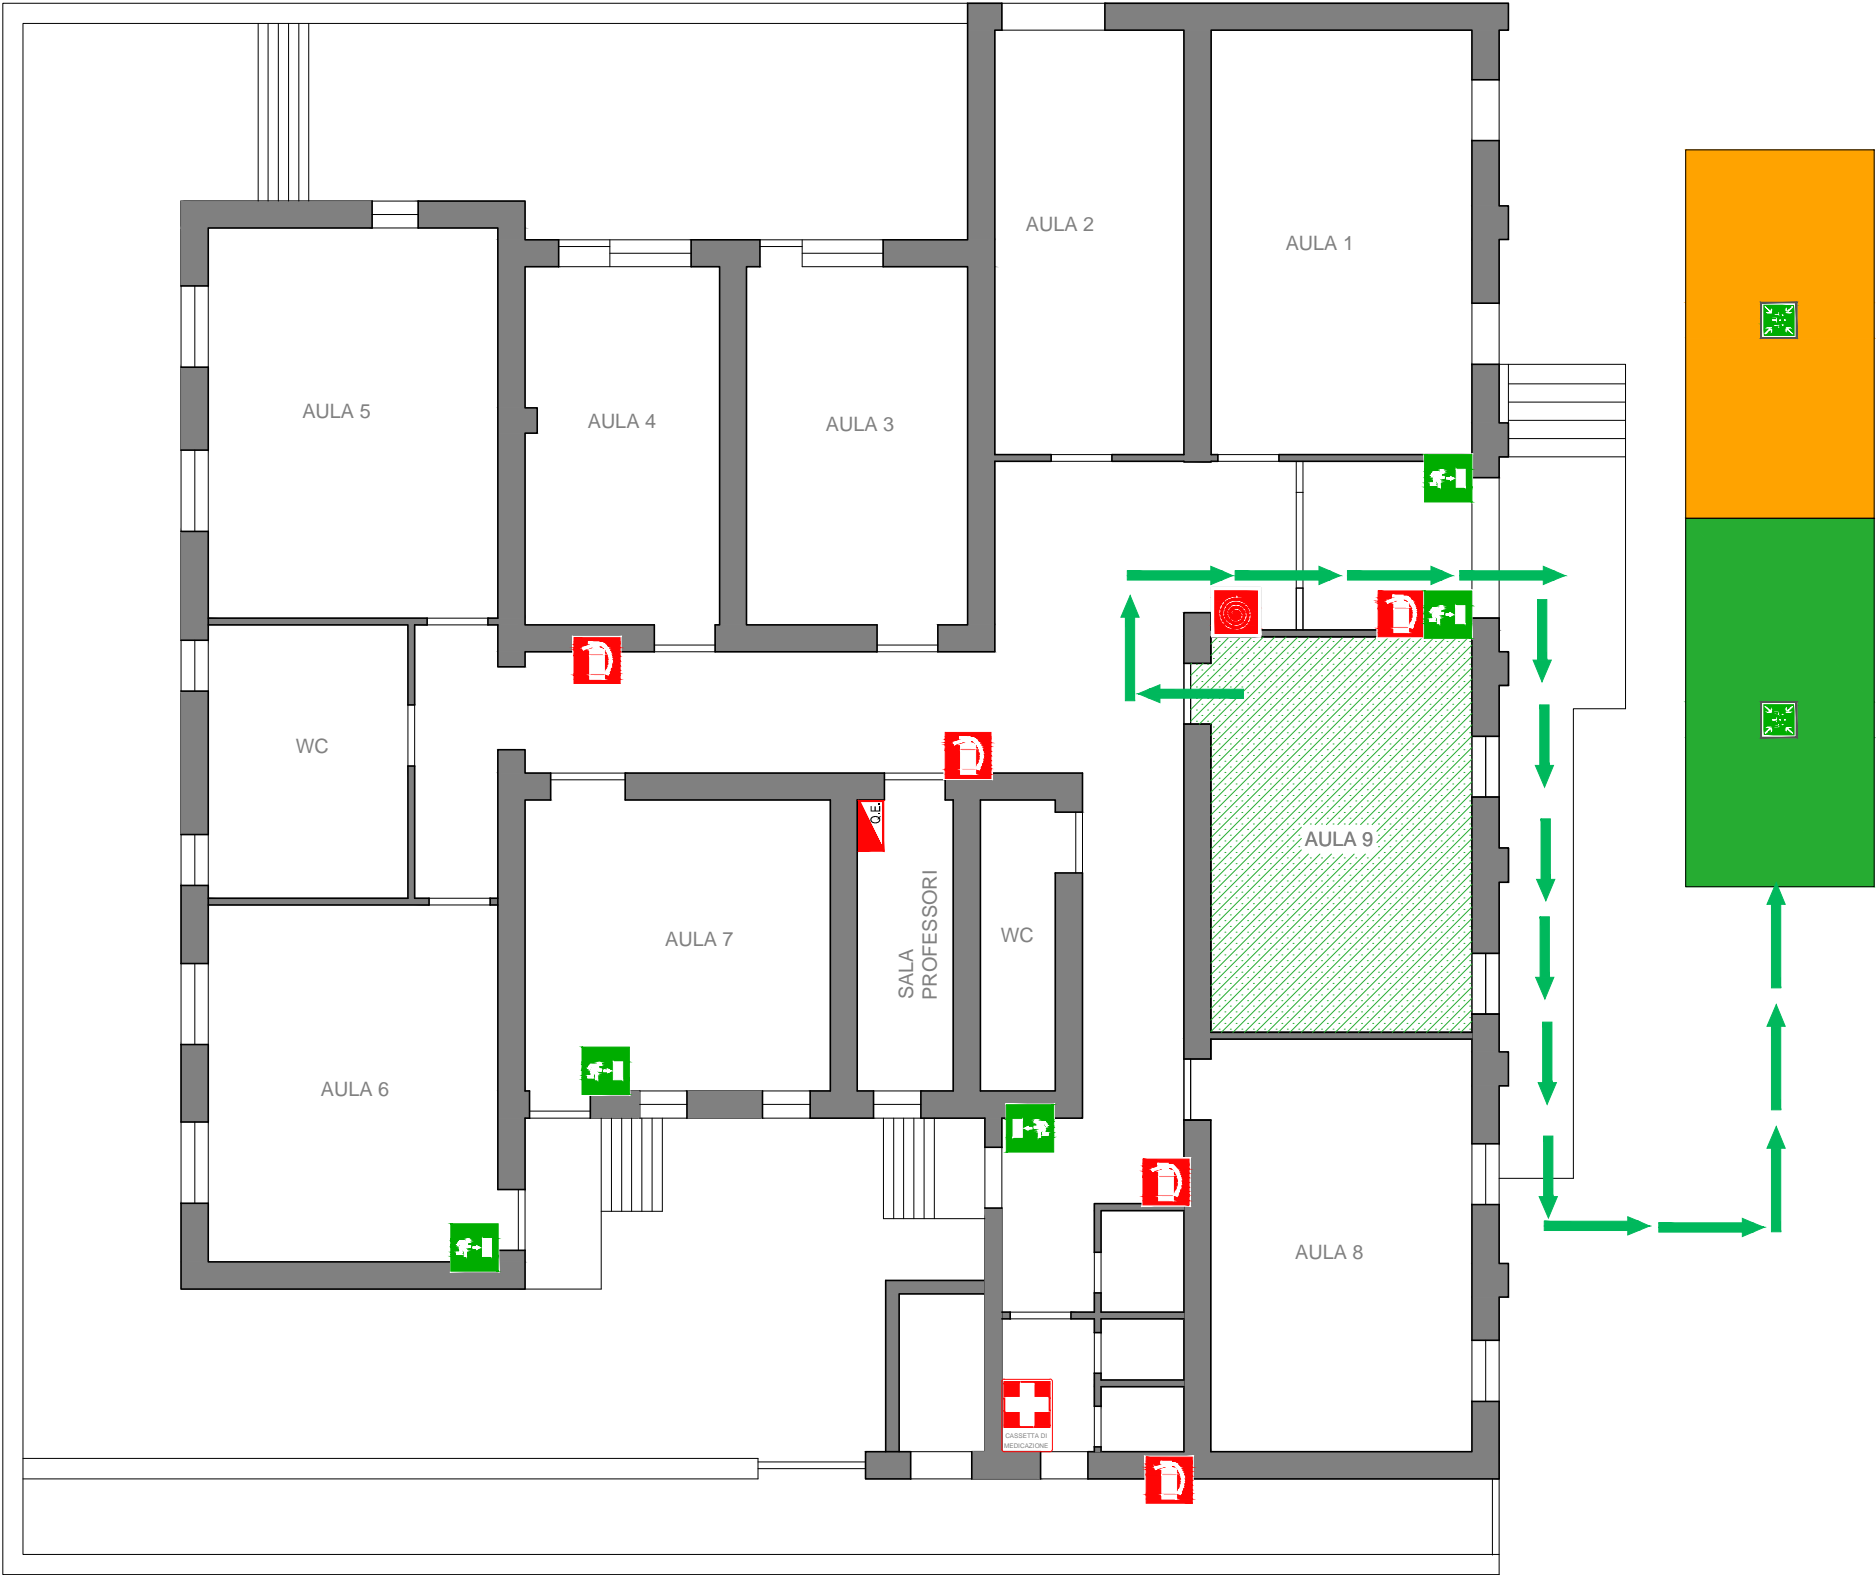 AULA 2
AULA 1
AULA 5
AULA 4
AULA 3
WC
Q.E.
AULA 9
SALA
PROFESSORI
WC
AULA 7
AULA 6
AULA 8
CASSETTA DI
MEDICAZIONE